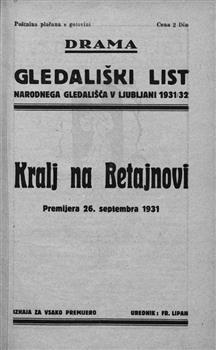 Poštnina plačana v gotovini Cena 2 Din
DRAMA
GLEDALIŠKI LIST
NARODNEGA GLEDALIŠČA V LJUBLJANI 1931/32
Kralj na Betajnovi
Premijera 26. septembra 1931
IZHAJA ZA VSAKO PREMIJERO UREDNIK: FR. LIPAH